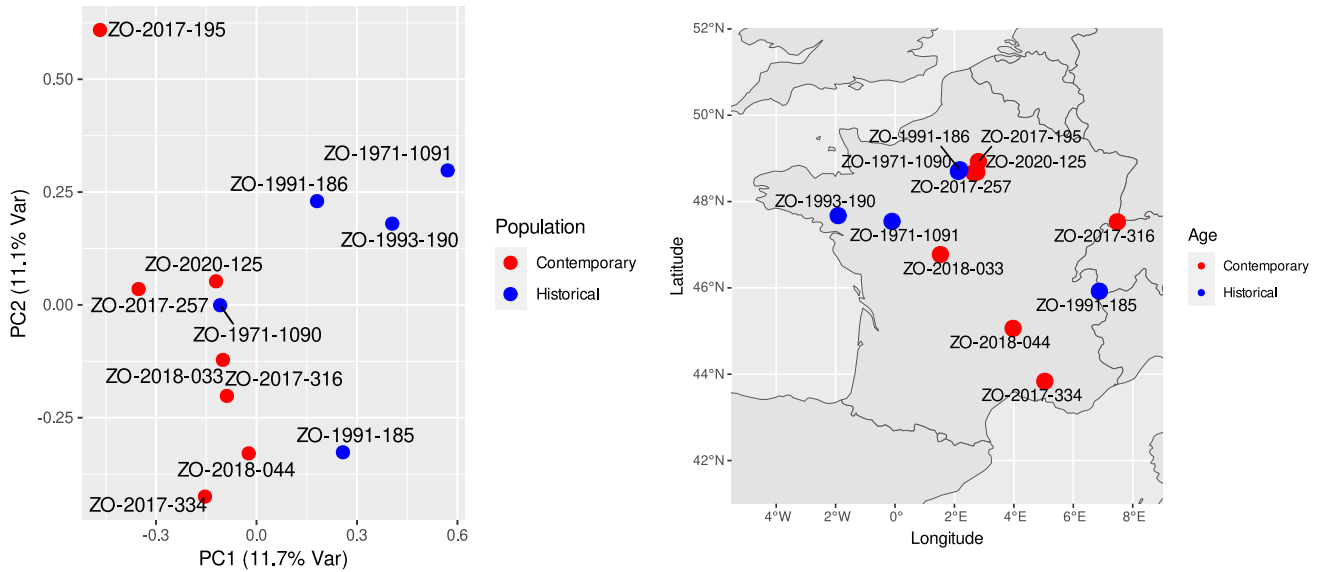 ZO-2017-195
0.50
ZO-1971-1091
0.25
ZO-1991-186
ZO-1993-190
ZO-2020-125
ZO-2017-257
0.00
ZO-1971-1090
ZO-2018-033
ZO-2017-316
-0.25
ZO-1991-185
ZO-2018-044
ZO-2017-334
-0.3
0.0
0.3
0.6
PC1 (11.7% Var)
PC2 (11.1% Var)
Population
Contemporary
Historical
52°N
50°N
48°N
46°N
44°N
42°N
Latitude
ZO-1991-186
ZO-2017-195
ZO-1971-1090
ZO-2020-125
ZO-2017-257
ZO-1993-190
ZO-1971-1091
ZO-2017-316
ZO-2018-033
ZO-1991-185
ZO-2018-044
ZO-2017-334
4°W
2°W
0°
2°E
4°E
6°E
8°E
Longitude
Age
Contemporary
Historical